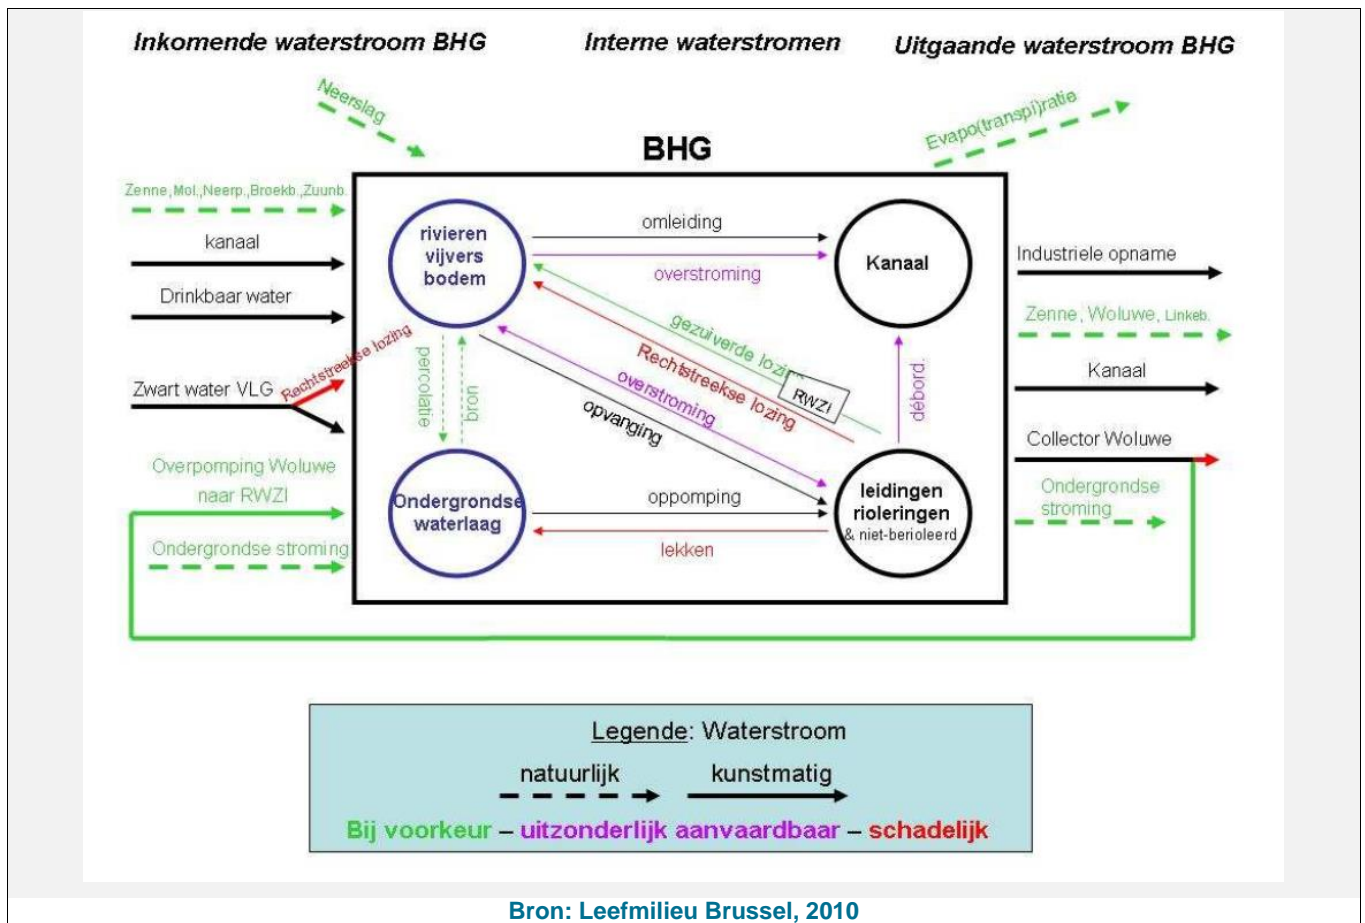 Inkomende waterstroom BHG
Interne waterstromen
Uitgaande waterstroom BHG
Neerslag
Evapo(transpi)ratie
BHG
Zenne,Mol.,Neerp.,Broekb.,Zuunb.
kanaal
Drinkbaar water
Rechtstreekse lozing
Zwart water VLG
Overpomping Woluwe
naar RWZI
Ondergrondse stroming
rivieren
vijvers
bodem
omleiding
overstroming
Kanaal
gezuiverde
Rechtstreekse lozing
RWZI
overstroming
opvanging
percolatie
bron
débord.
Ondergrondse
waterlaag
oppomping
lekken
leidingen
rioleringen
& niet-berioleerd
Industriele opname
Zenne, Woluwe, Linkeb.
Kanaal
Collector Woluwe
Ondergrondse
stroming
Legende: Waterstroom
natuurlijk
kunstmatig
Bij voorkeur – uitzonderlijk aanvaardbaar – schadelijk
Bron: Leefmilieu Brussel, 2010